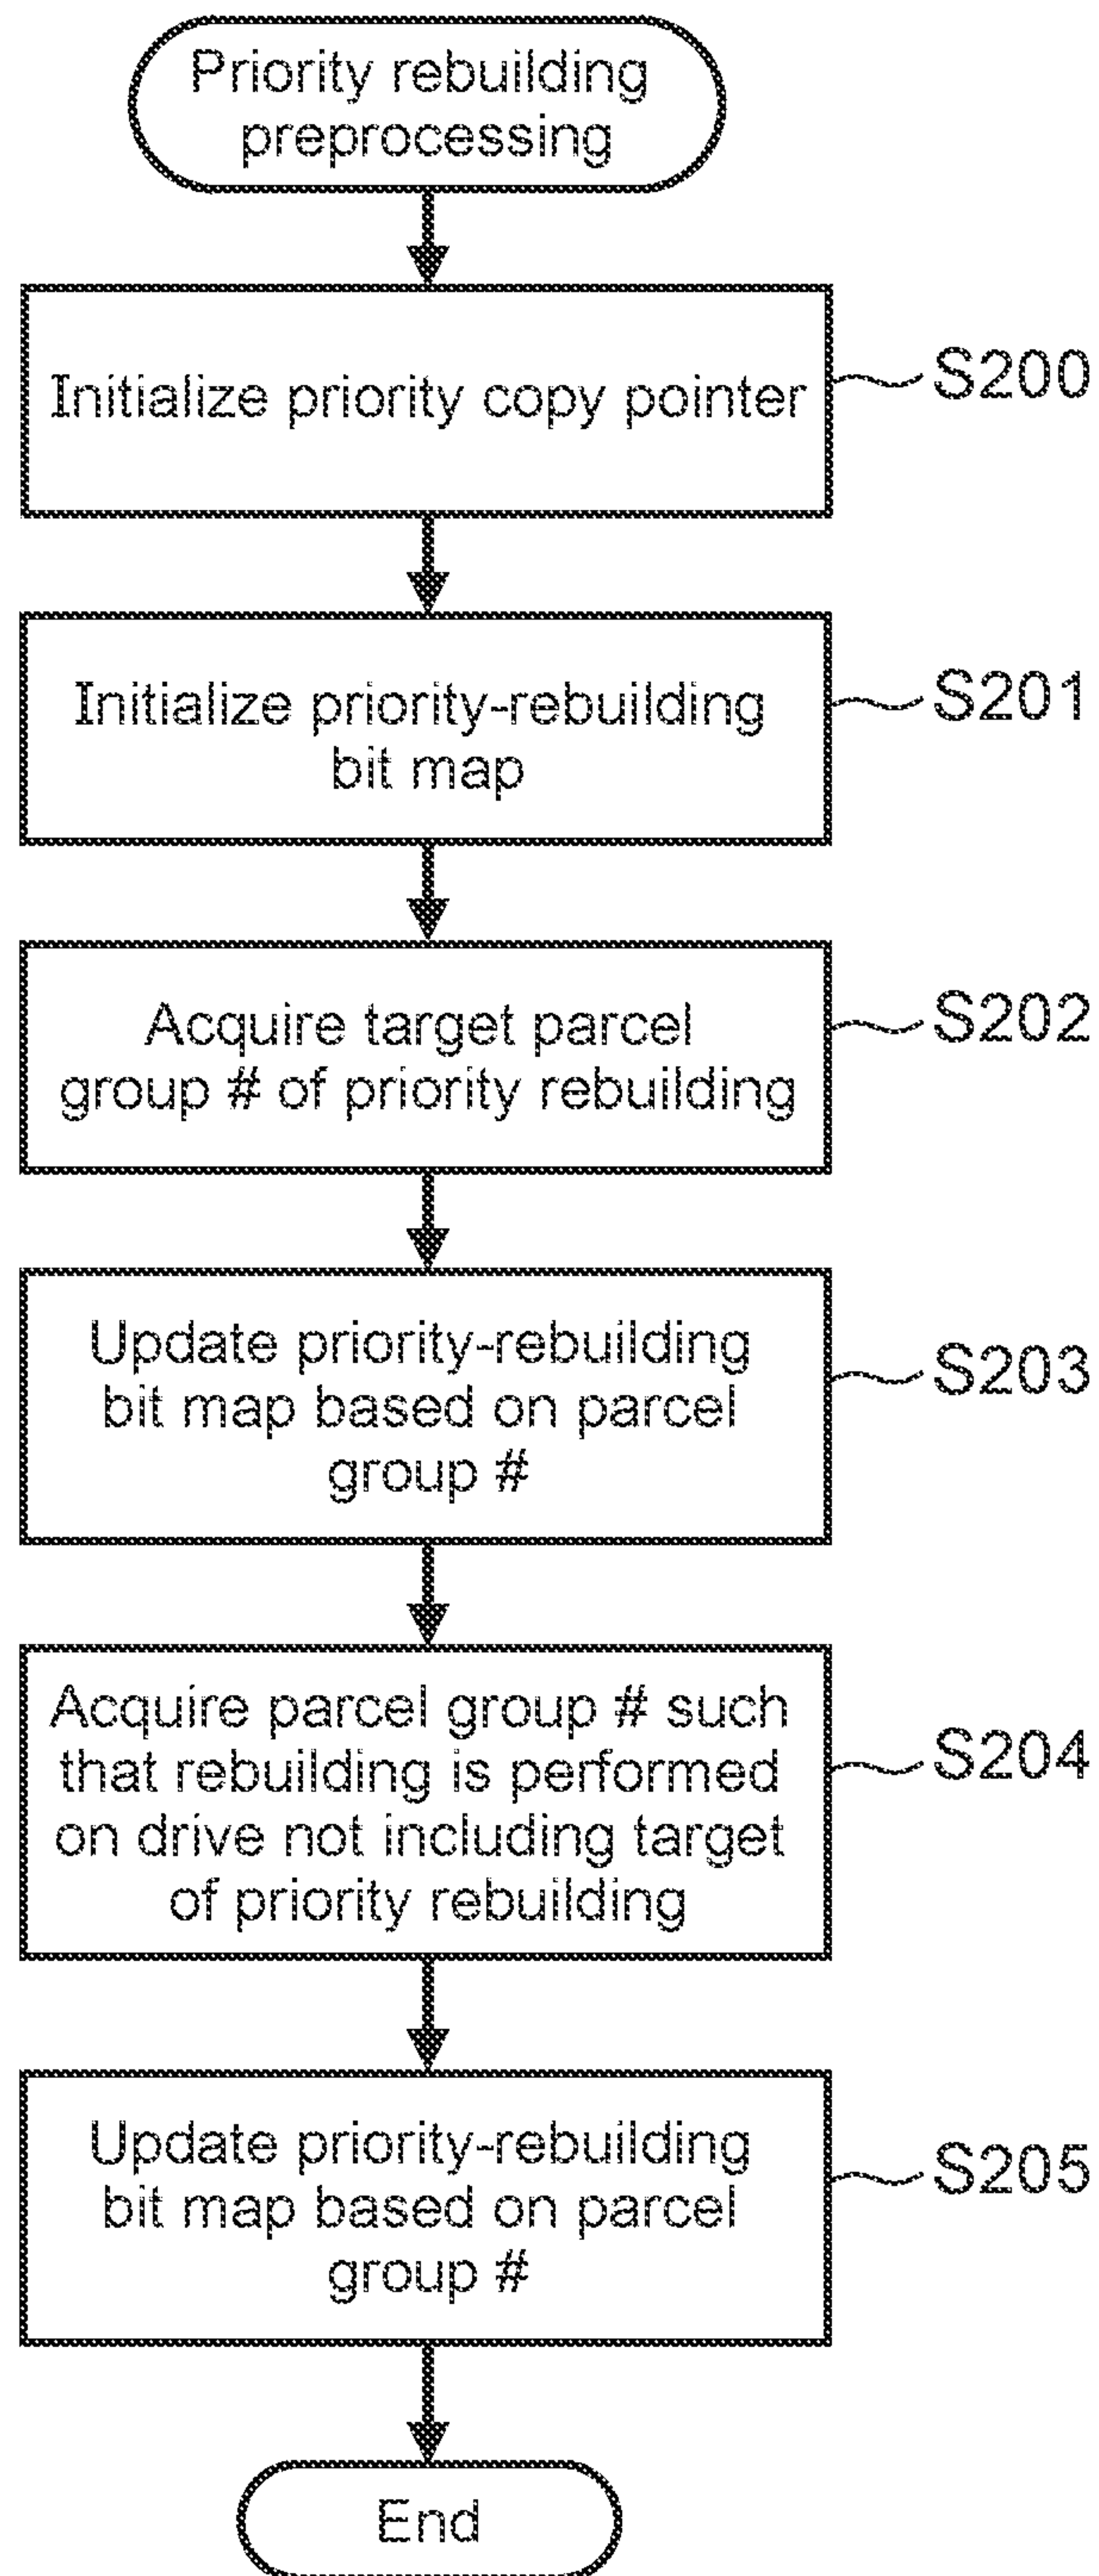 Priority rebuilding
preprocessing
Initialize priority copy pointer
S200
Initialize priority-rebuilding
bit map
S201
Acquire target parcel
group # of priority rebuilding
S202
Update priority-rebuilding
bit map based on parcel
group #
S203
Acquire parcel group # such
that rebuilding is performed
on drive not including target
of priority rebuilding
S204
Update priority-rebuilding
bit map based on parcel
group #
S205
End